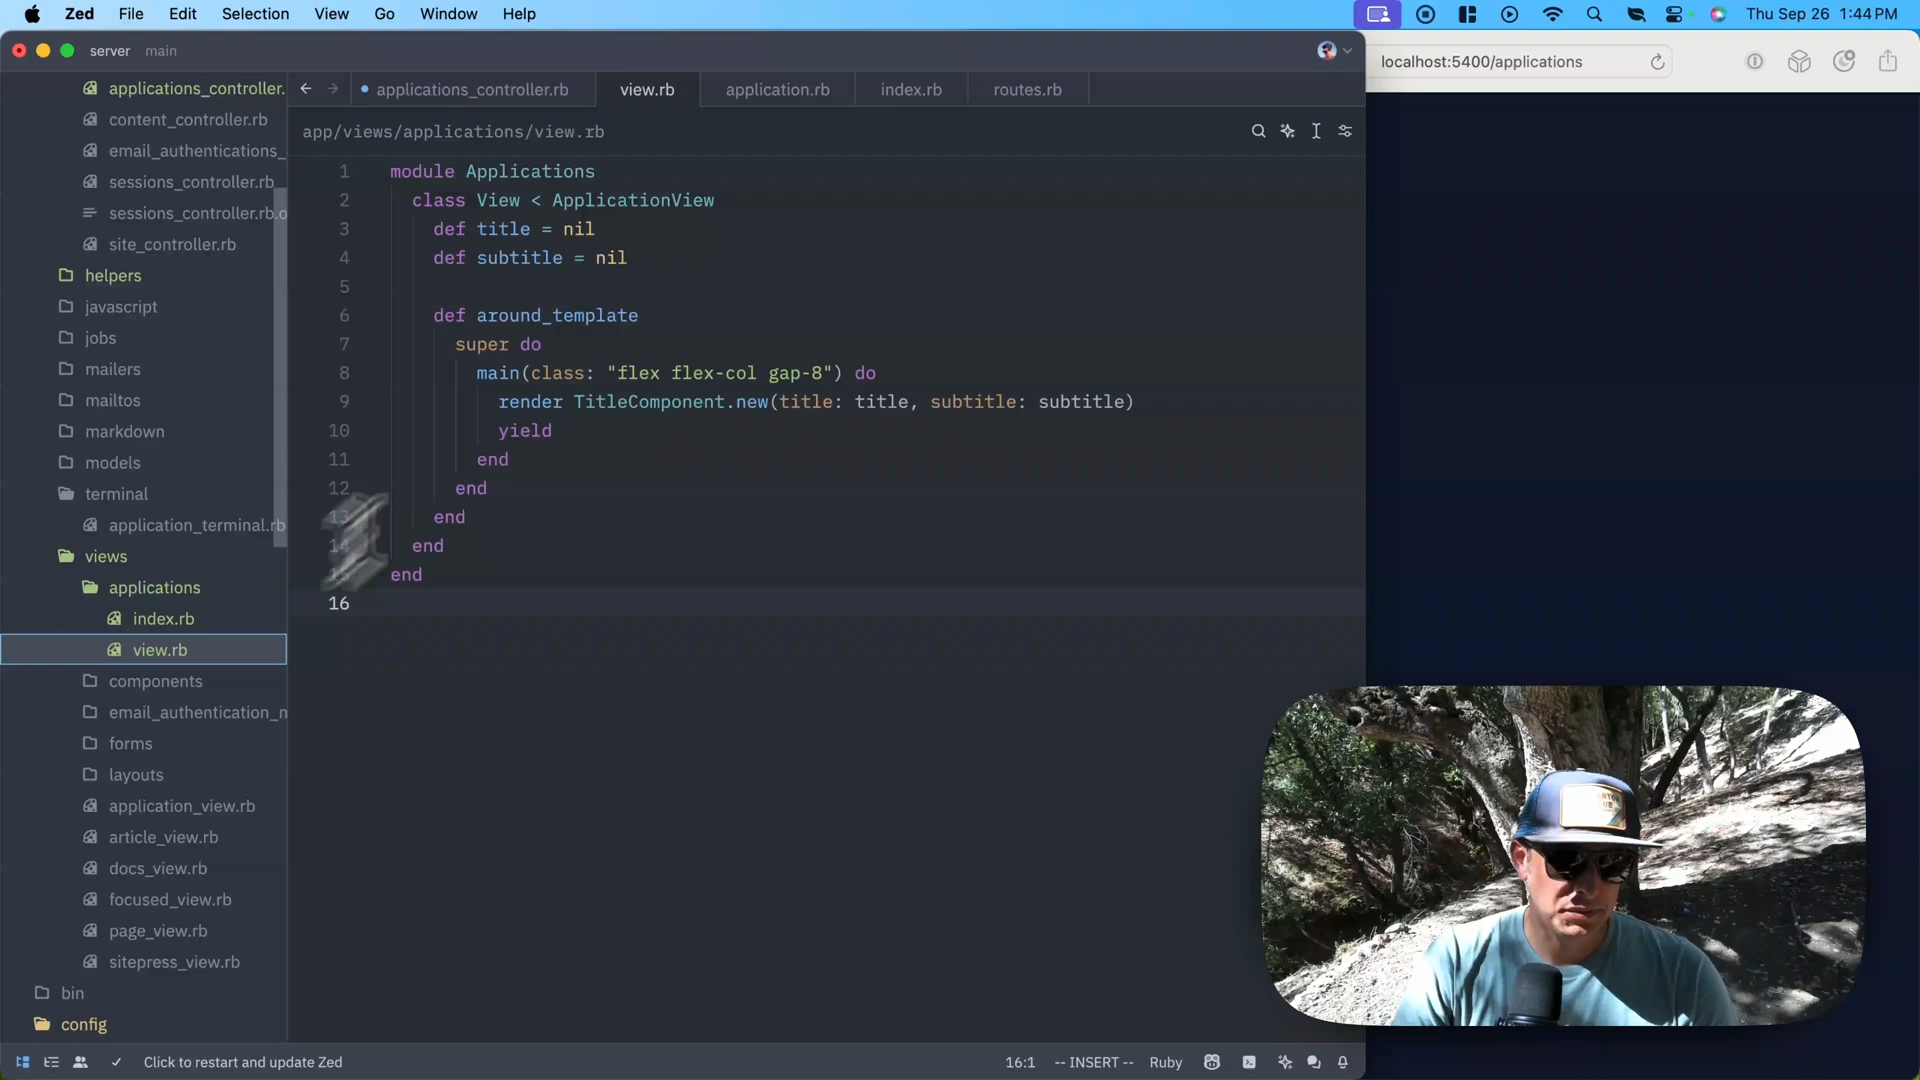 Zed File Edit Selection View Go Window Help Thu Sep 26 1:44 PM
server main
localhost:5400/applications
applications_controller.rb view.rb application.rb index.rb routes.rb
app/views/applications/view.rb
applications_controller.
content_controller.rb
email_authentications_
sessions_controller.rb
sessions_controller.rb.o
site_controller.rb
helpers
javascript
jobs
mailers
mailtos
markdown
models
terminal
application_terminal.rb
views
applications
index.rb
view.rb
components
email_authentication_n
forms
layouts
application_view.rb
article_view.rb
docs_view.rb
focused_view.rb
page_view.rb
sitepress_view.rb
bin
config
1 module Applications
2 class View < ApplicationView
3 def title = nil
4 def subtitle = nil
5
6 def around_template
7 super do
8 main(class: "flex flex-col gap-8") do
9 render TitleComponent.new(title: title, subtitle: subtitle)
10 yield
11 end
12 end
13 end
14 end
15 end
16
Click to restart and update Zed 16:1 -- INSERT -- Ruby